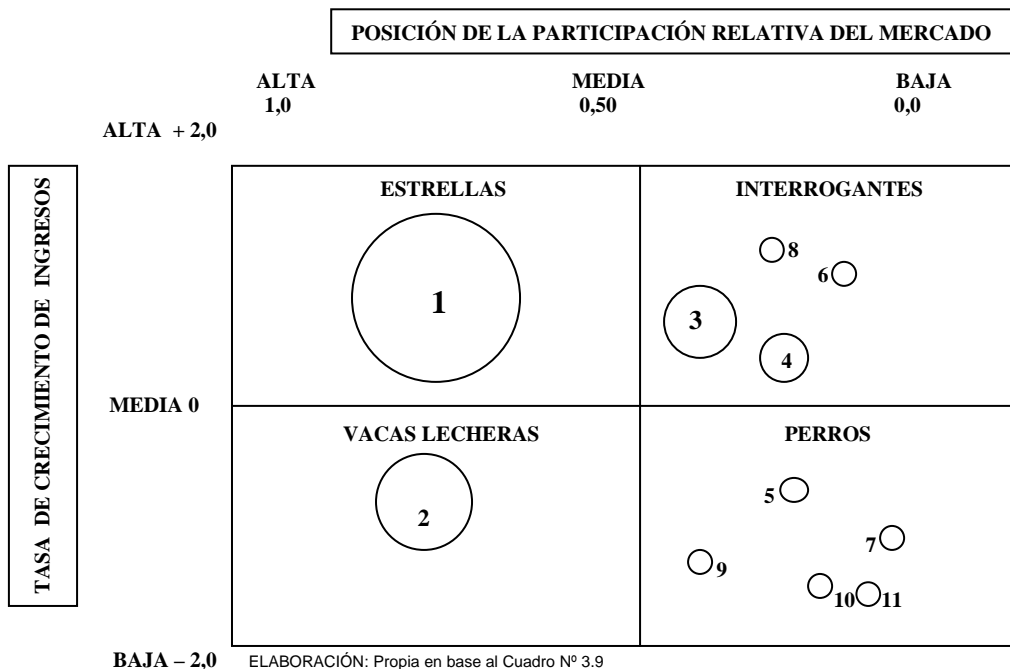 POSICIÓN DE LA PARTICIPACIÓN RELATIVA DEL MERCADO
ALTA MEDIA BAJA
1,0 0,50 0,0
ALTA + 2,0
TASA DE CRECIMIENTO DE INGRESOS
ESTRELLAS INTERROGANTES
8
6
1
3
4
MEDIA 0
VACAS LECHERAS PERROS
5
2
7
9
10 11
BAJA – 2,0 ELABORACIÓN: Propia en base al Cuadro Nº 3.9